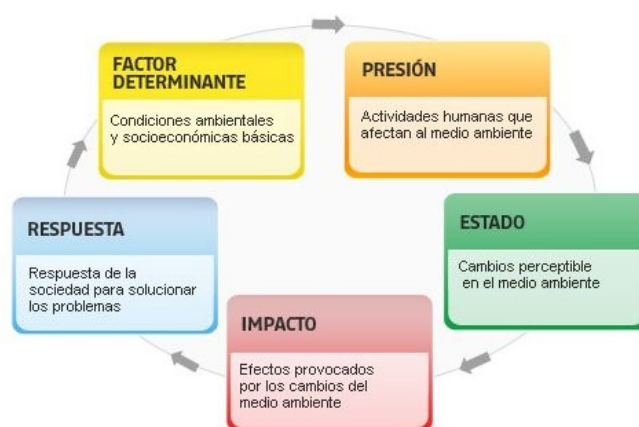 FACTOR
DETERMINANTE
Condiciones ambientales
y socioeconómicas básicas
PRESIÓN
Actividades humanas que
afectan al medio ambiente
ESTADO
Cambios perceptible
en el medio ambiente
IMPACTO
Efectos provocados
por los cambios del
medio ambiente
RESPUESTA
Respuesta de la
sociedad para solucionar
los problemas